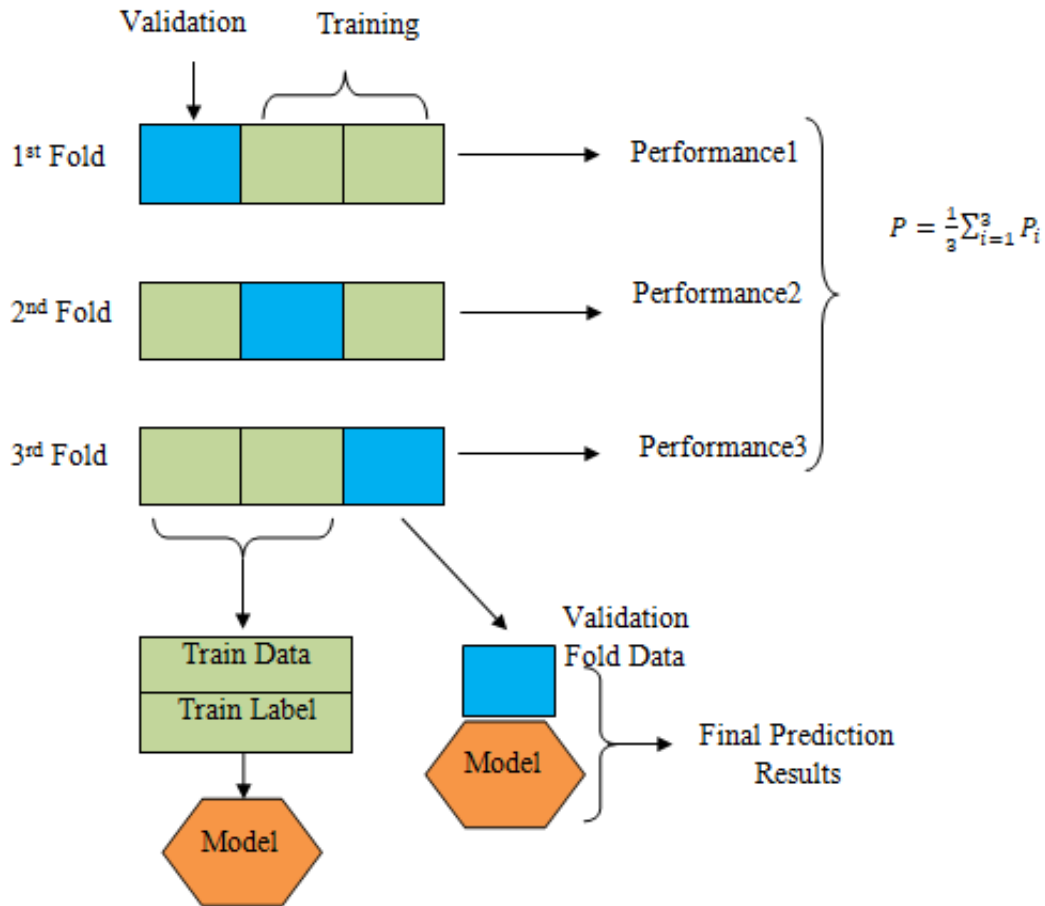 Validation
Training
1st Fold
Performance1
P = 1/3 ∑_{i=1}^{3} P_i
2nd Fold
Performance2
3rd Fold
Performance3
Train Data
Train Label
Model
Validation
Fold Data
Model
Final Prediction
Results